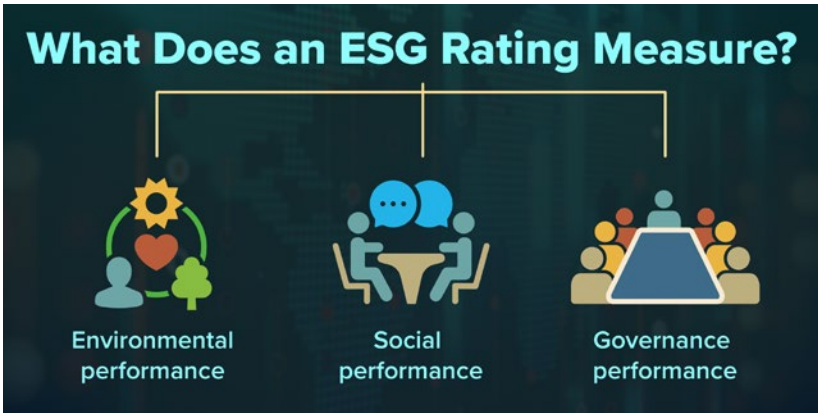 What Does an ESG Rating Measure?
Environmental
performance
Social
performance
Governance
performance